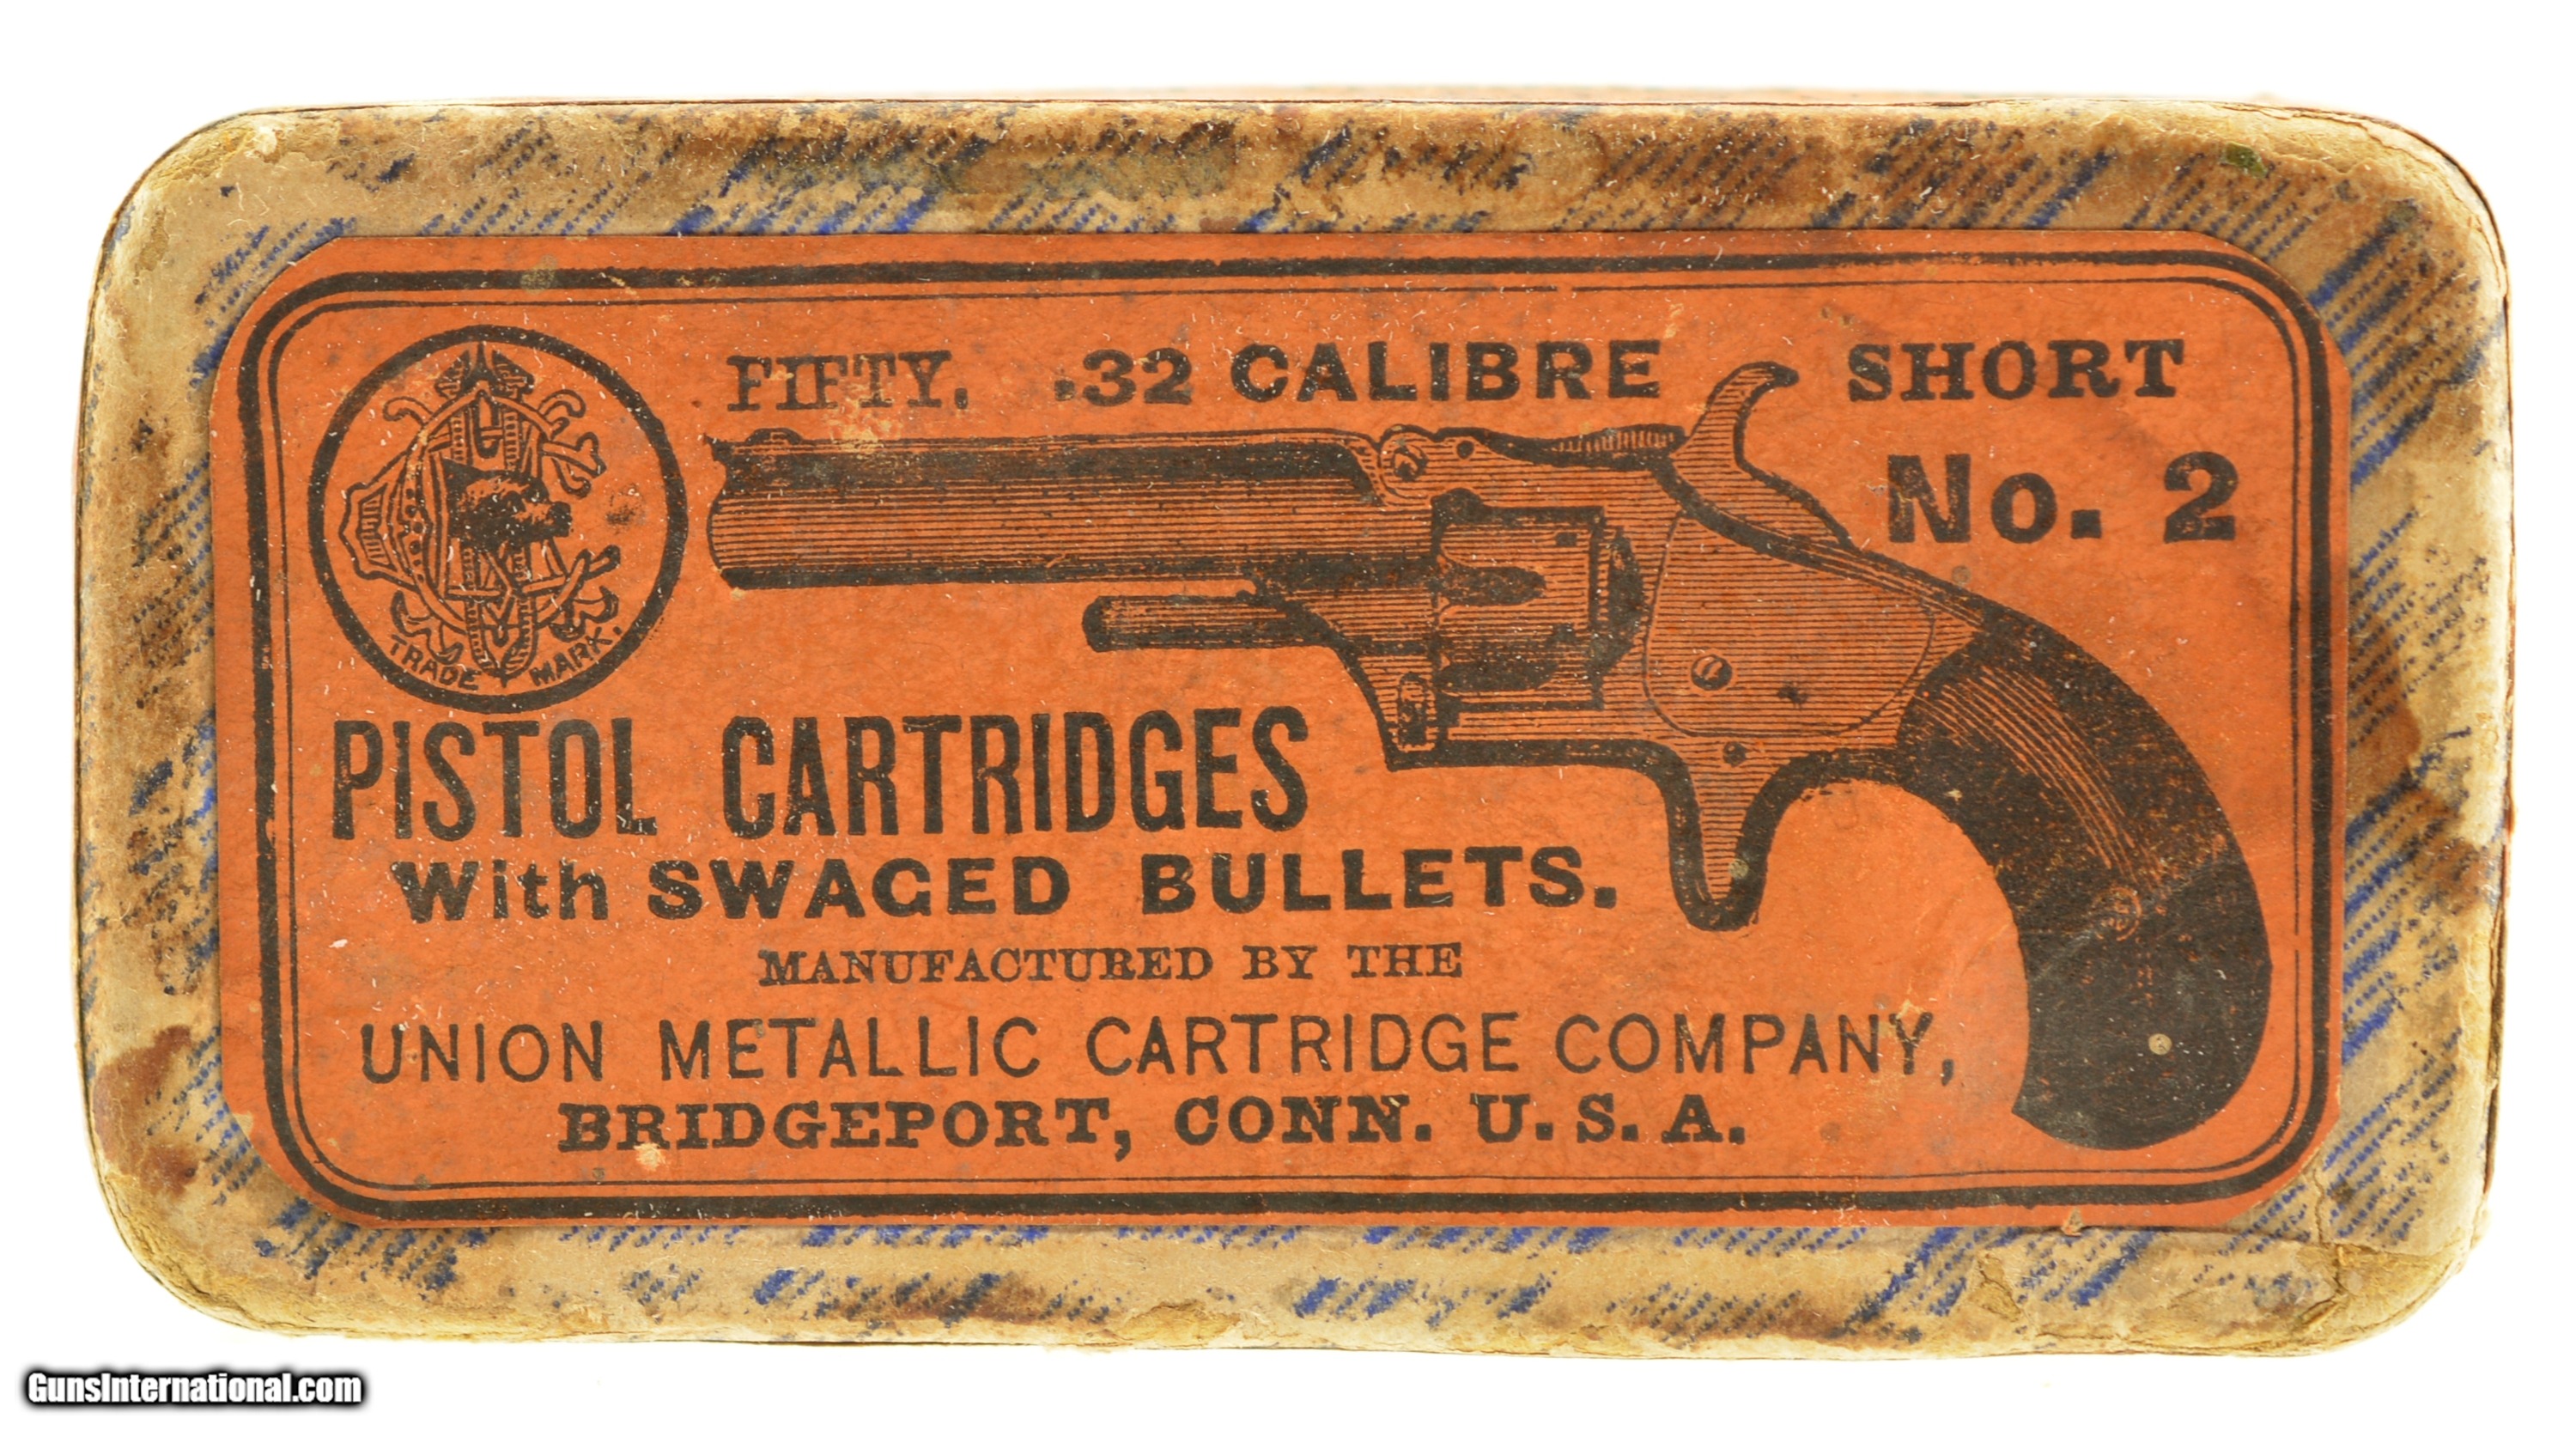 FIFTY. .32 CALIBRE SHORT
No. 2
TRADE MARK.
PISTOL CARTRIDGES
With SWAGED BULLETS.
MANUFACTURED BY THE
UNION METALLIC CARTRIDGE COMPANY,
BRIDGEPORT, CONN. U.S.A.
GunsInternational.com